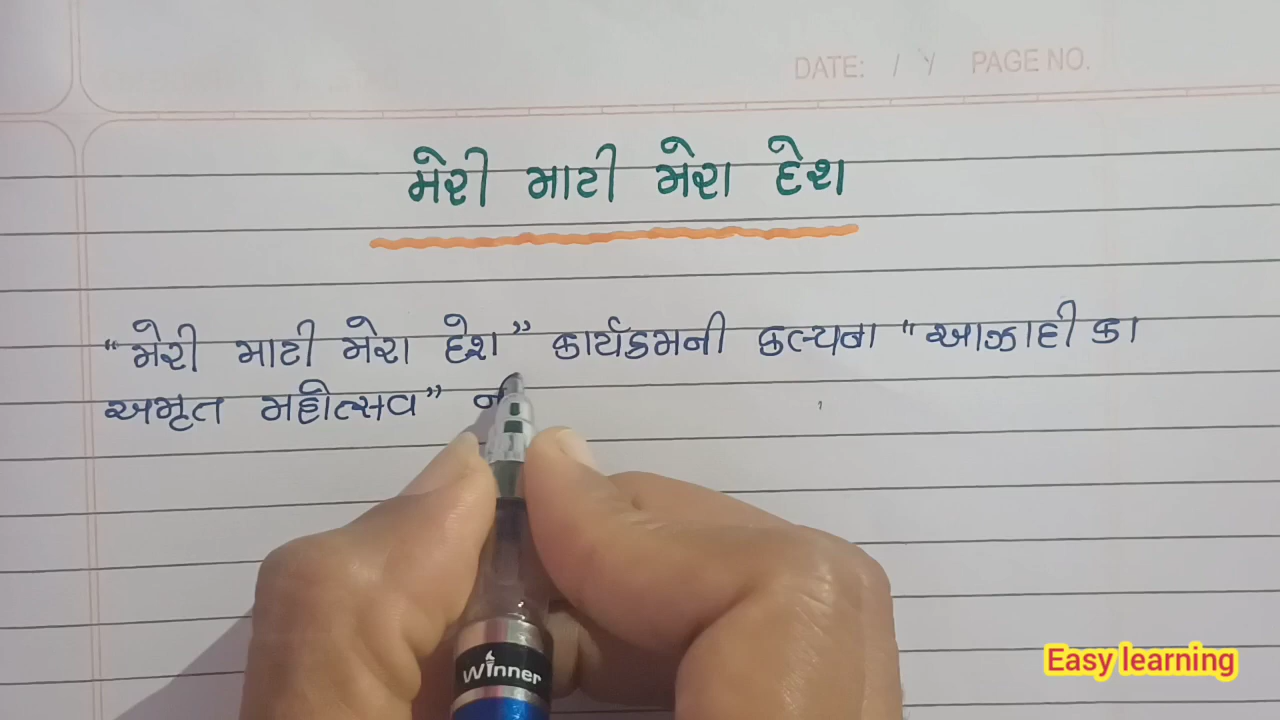 DATE: / / PAGE NO.
મેરી માટી મેરા દેશ
“મેરી માટી મેરા દેશ” કાર્યક્રમની કલ્પના “આઝાદી કા
અમૃત મહોત્સવ”
Winner
Easy learning